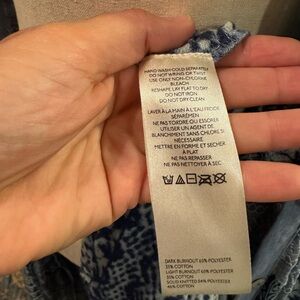 HAND WASH COLD SEPARATELY
DO NOT WRING OR TWIST
USE ONLY NON-CHLORINE
BLEACH
RESHAPE, LAY FLAT TO DRY
DO NOT IRON
DO NOT DRY CLEAN
LAVER À LA MAIN À L'EAU FROIDE
SÉPARÉMEN
NE PAS TORDRE OU ESSORER
UTILISER UN AGENT DE
BLANCHIMENT SANS CHLORE SI
NÉCESSAIRE
METTRE EN FORME ET SÉCHER
À PLAT
NE PAS REPASSER
NE PAS NETTOYER À SEC
DARK BURNOUT 65% POLYESTER
35% COTTON
LIGHT BURNOUT 65% POLYESTER
35% COTTON
SOLID KNITTED 54% POLYESTER
46% COTTON